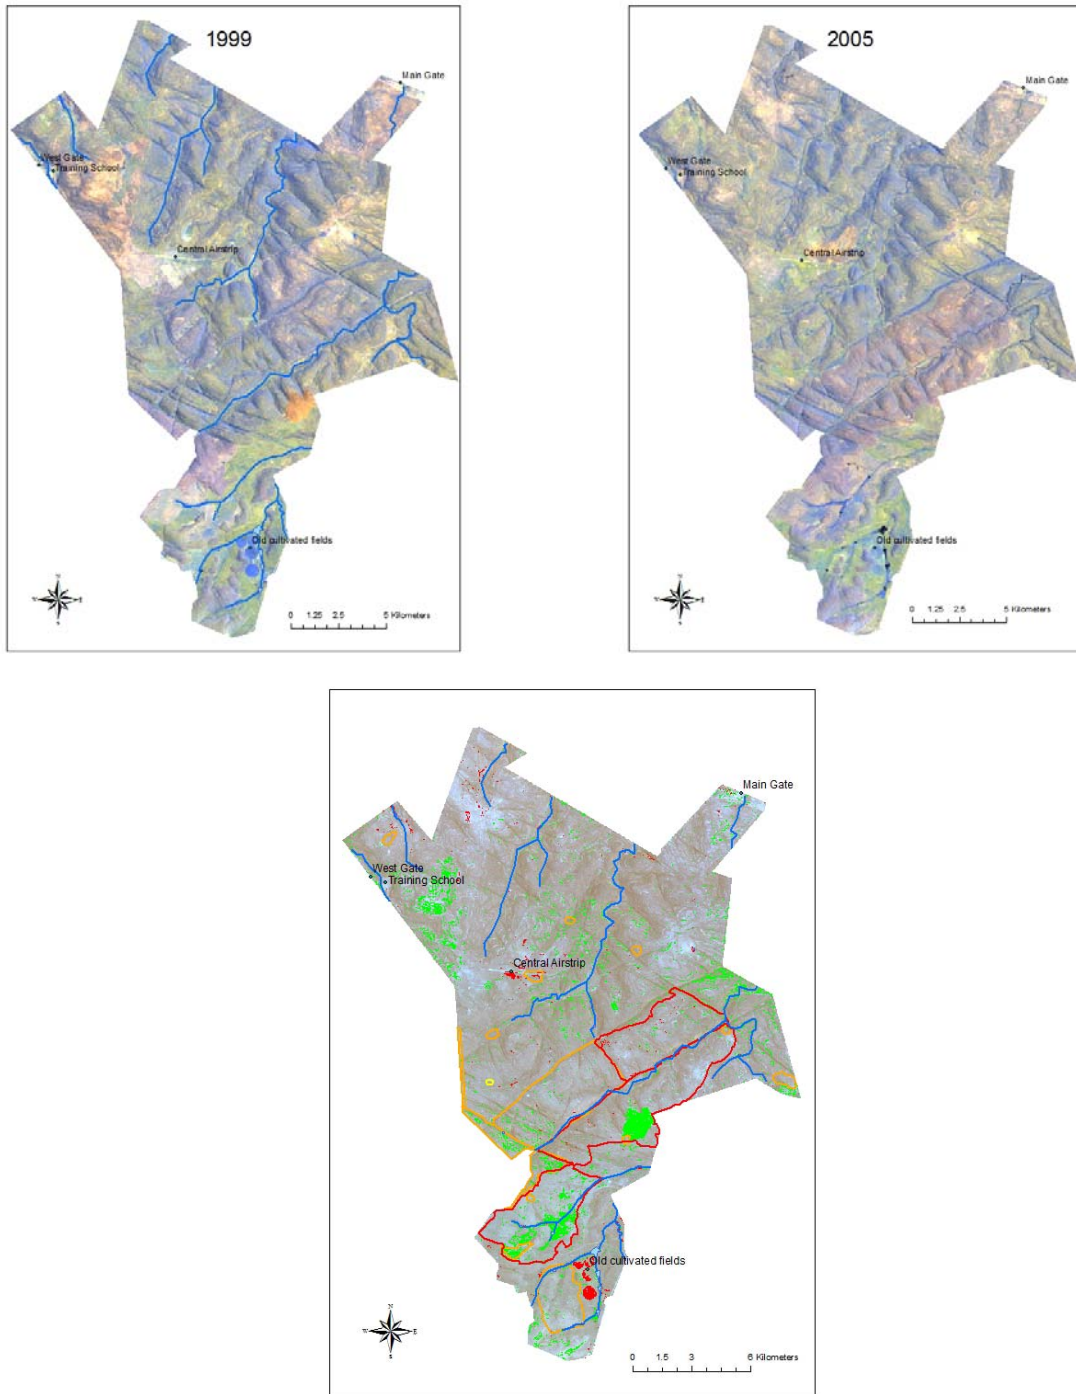 1999
Main Gate
West Gate
Training School
Central Airstrip
Old cultivated fields
N
W E
S
0 1.25 2.5 5 Kilometers
2005
Main Gate
West Gate
Training School
Central Airstrip
Old cultivated fields
N
W E
S
0 1.25 2.5 5 Kilometers
Main Gate
West Gate
Training School
Central Airstrip
Old cultivated fields
N
W E
S
0 1.5 3 6 Kilometers